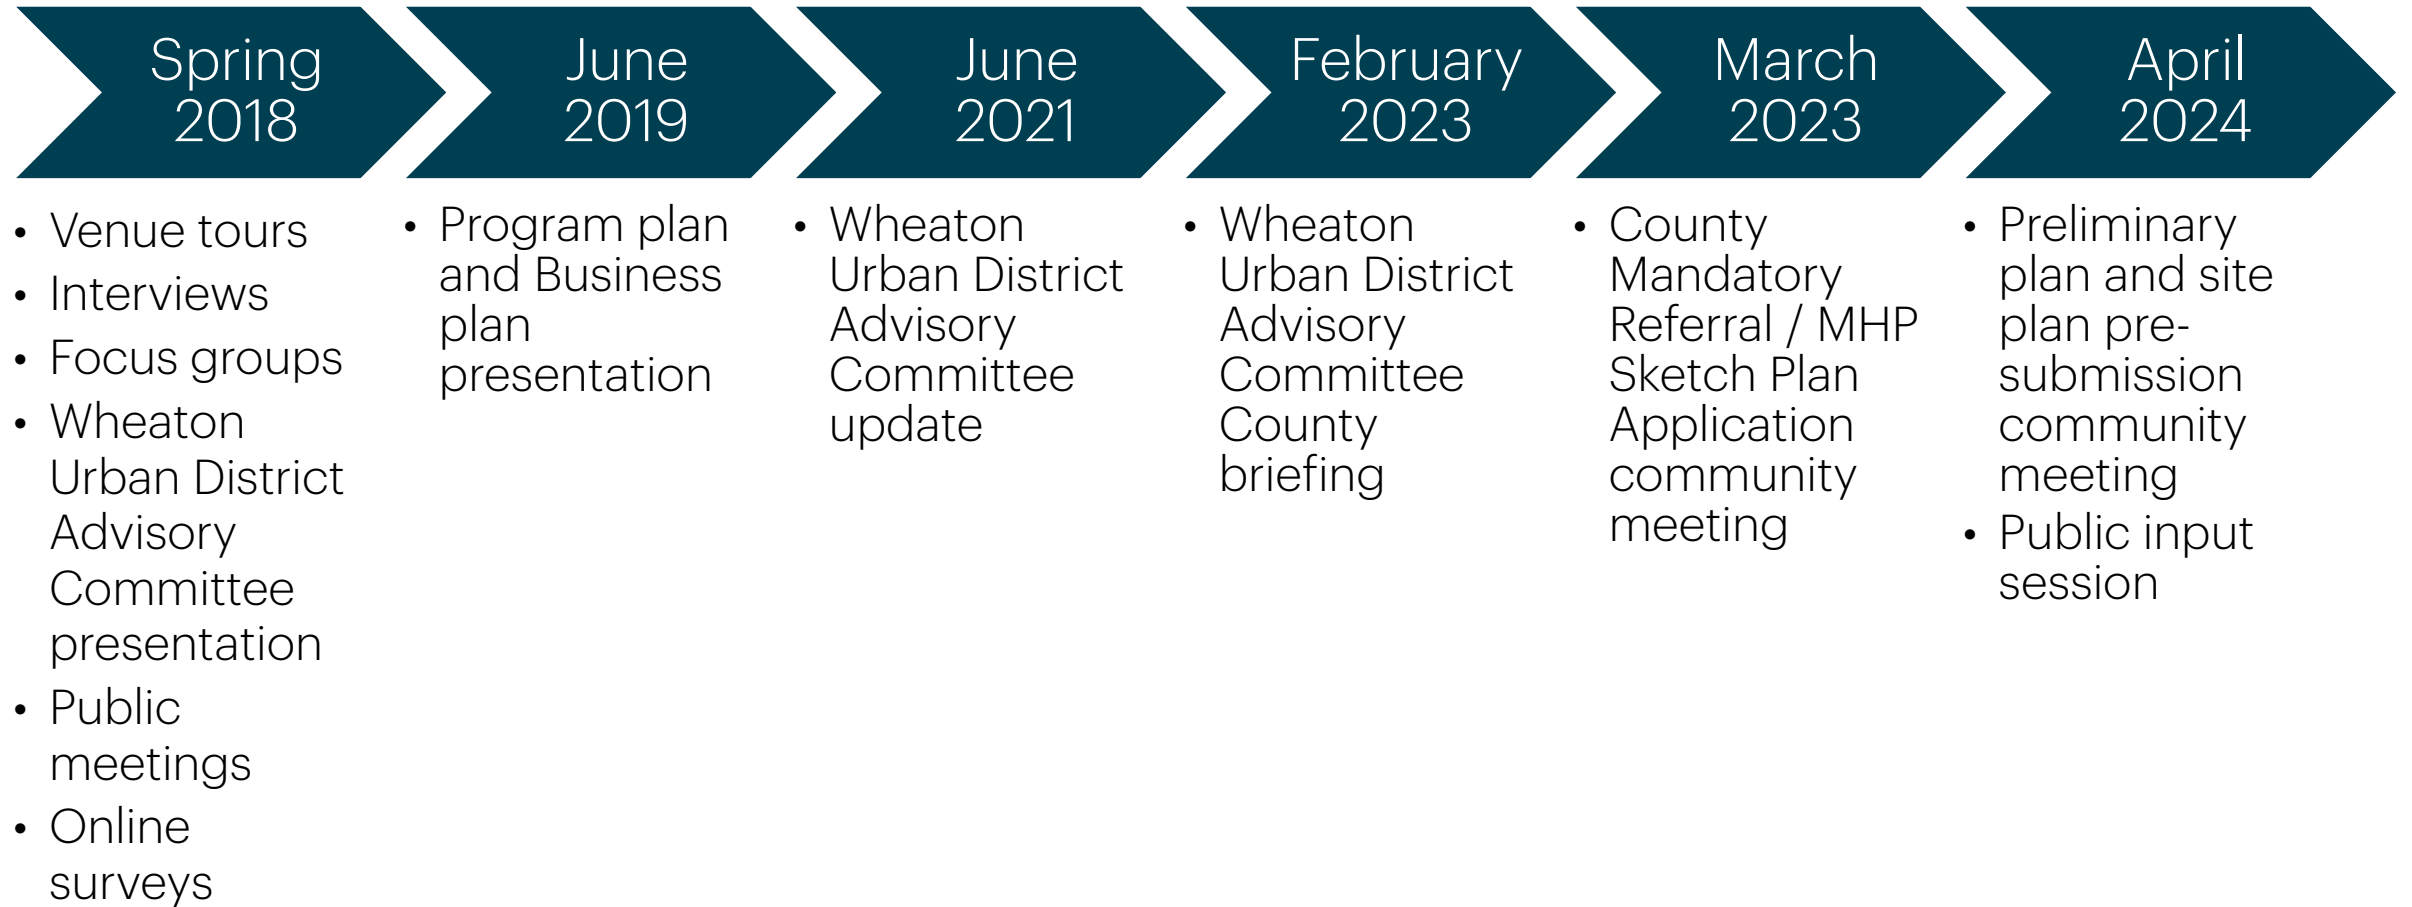 Spring
2018
• Venue tours
• Interviews
• Focus groups
• Wheaton
Urban District
Advisory
Committee
presentation
• Public
meetings
• Online
surveys
June
2019
• Program plan
and Business
plan
presentation
June
2021
• Wheaton
Urban District
Advisory
Committee
update
February
2023
• Wheaton
Urban District
Advisory
Committee
County
briefing
March
2023
• County
Mandatory
Referral / MHP
Sketch Plan
Application
community
meeting
April
2024
• Preliminary
plan and site
plan pre-
submission
community
meeting
• Public input
session